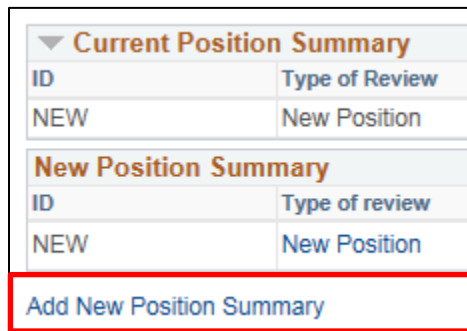 Current Position Summary
ID Type of Review
NEW New Position
New Position Summary
ID Type of review
NEW New Position
Add New Position Summary